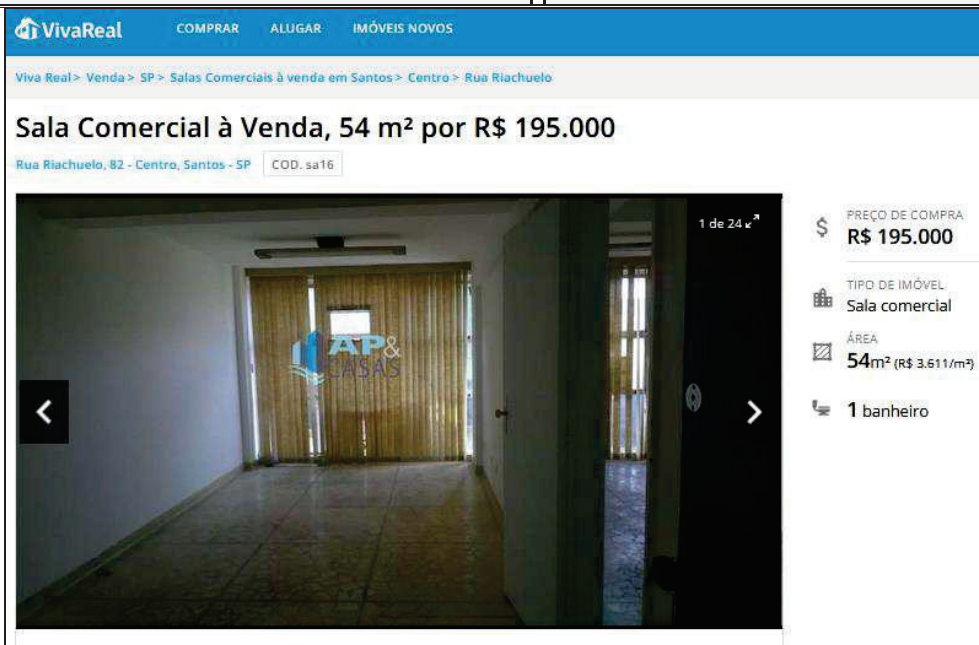 VivaReal COMPRAR ALUGAR IMÓVEIS NOVOS
Viva Real > Venda > SP > Salas Comerciais à venda em Santos > Centro > Rua Riachuelo
Sala Comercial à Venda, 54 m² por R$ 195.000
Rua Riachuelo, 82 - Centro, Santos - SP COD. sa16
1 de 24
AP&
CASAS
$ PREÇO DE COMPRA
R$ 195.000
TIPO DE IMÓVEL
Sala comercial
ÁREA
54m² (R$ 3.611/m²)
1 banheiro